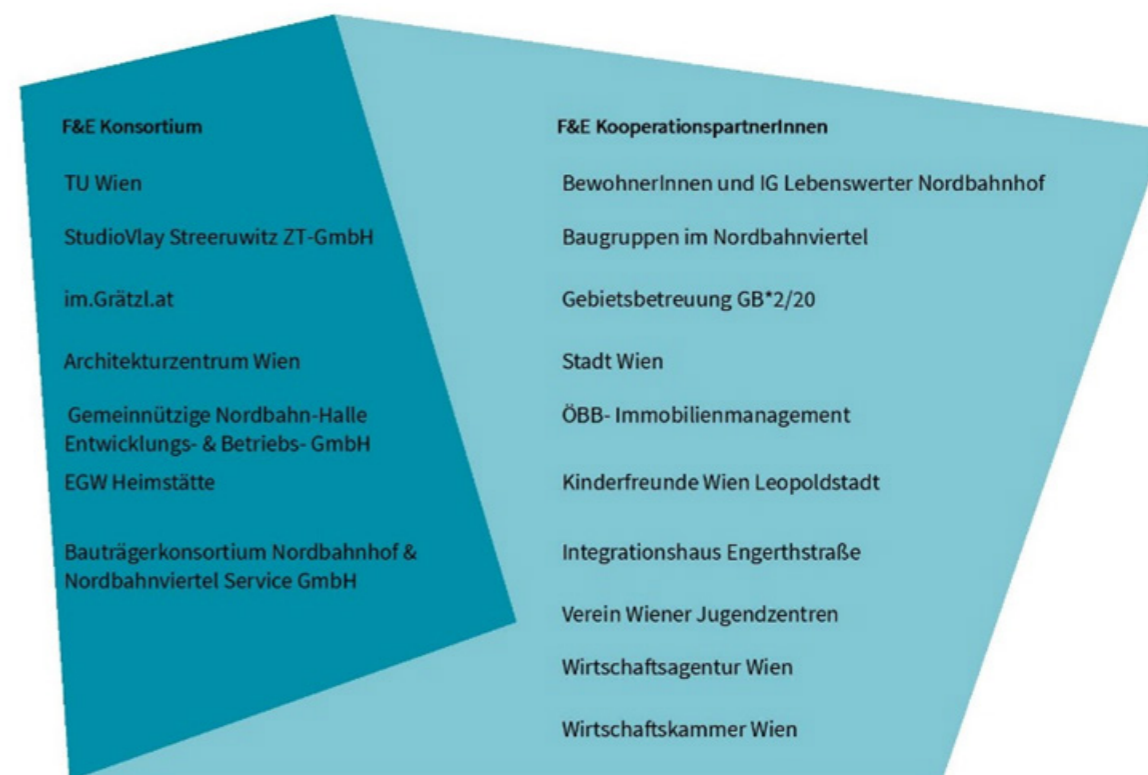 F&E Konsortium
TU Wien
StudioVlay Streeruwitz ZT-GmbH
im.Grätzl.at
Architekturzentrum Wien
Gemeinnützige Nordbahn-Halle
Entwicklungs- & Betriebs- GmbH
EGW Heimstätte
Bauträgerkonsortium Nordbahnhof &
Nordbahnviertel Service GmbH
F&E KooperationspartnerInnen
BewohnerInnen und IG Lebenswerter Nordbahnhof
Baugruppen im Nordbahnviertel
Gebietsbetreuung GB*2/20
Stadt Wien
ÖBB- Immobilienmanagement
Kinderfreunde Wien Leopoldstadt
Integrationshaus Engerthstraße
Verein Wiener Jugendzentren
Wirtschaftsagentur Wien
Wirtschaftskammer Wien